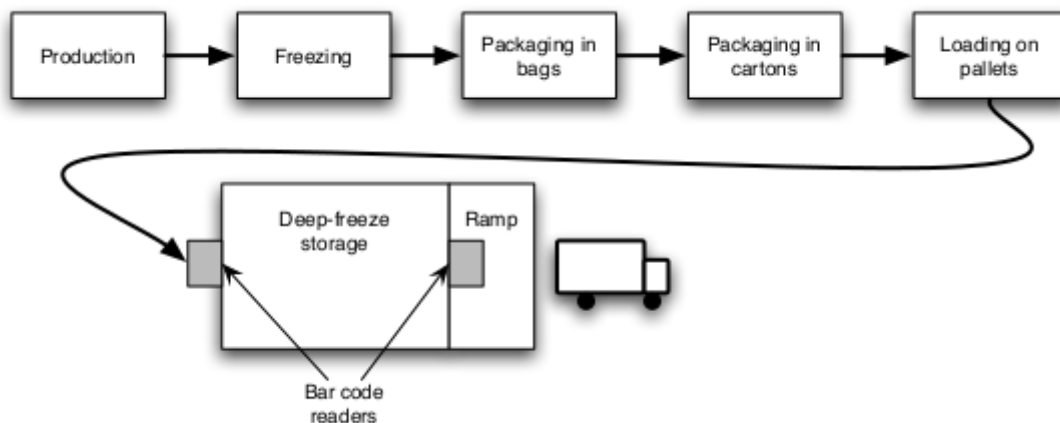 Production
Freezing
Packaging in
bags
Packaging in
cartons
Loading on
pallets
Deep-freeze
storage
Ramp
Bar code
readers